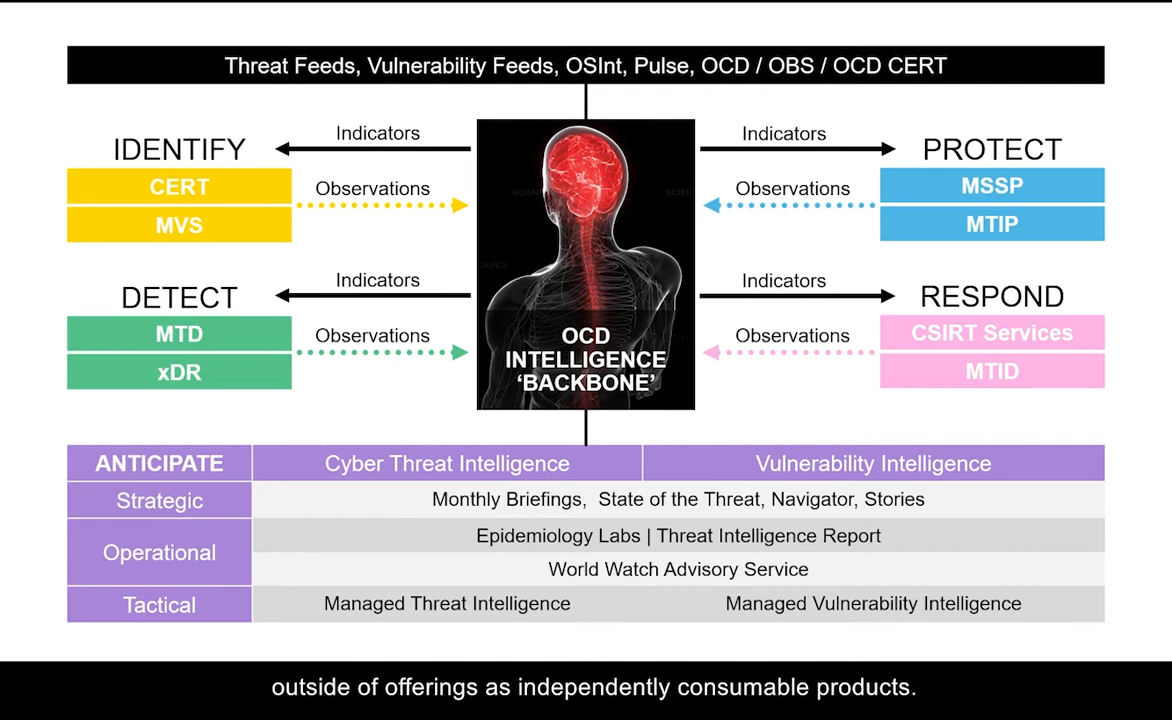 Threat Feeds, Vulnerability Feeds, OSInt, Pulse, OCD / OBS / OCD CERT
IDENTIFY
Indicators
CERT
Observations
MVS
Indicators
PROTECT
Observations
MSSP
MTIP
DETECT
Indicators
MTD
Observations
xDR
Indicators
RESPOND
Observations
CSIRT Services
MTID
OCD
INTELLIGENCE
‘BACKBONE’
ANTICIPATE
Cyber Threat Intelligence
Vulnerability Intelligence
Strategic
Monthly Briefings, State of the Threat, Navigator, Stories
Operational
Epidemiology Labs | Threat Intelligence Report
World Watch Advisory Service
Tactical
Managed Threat Intelligence
Managed Vulnerability Intelligence
outside of offerings as independently consumable products.